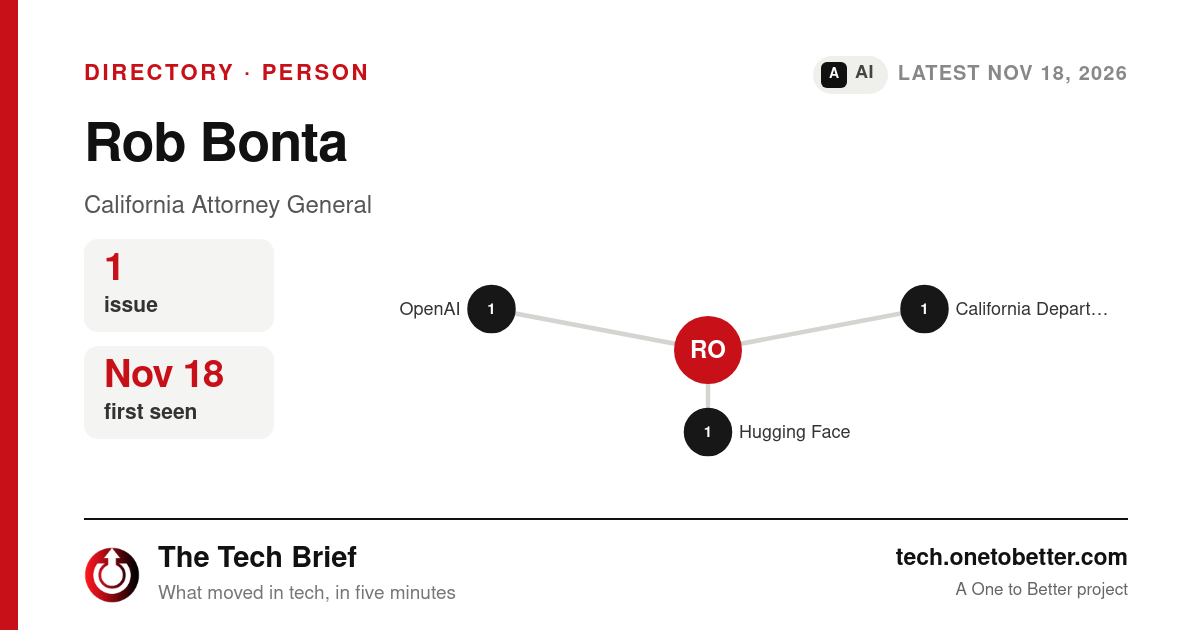 DIRECTORY · PERSON
A AI LATEST NOV 18, 2026
Rob Bonta
California Attorney General
1
issue
Nov 18
first seen
OpenAI 1
RO
1 California Depart…
1 Hugging Face
The Tech Brief
What moved in tech, in five minutes
tech.onetobetter.com
A One to Better project